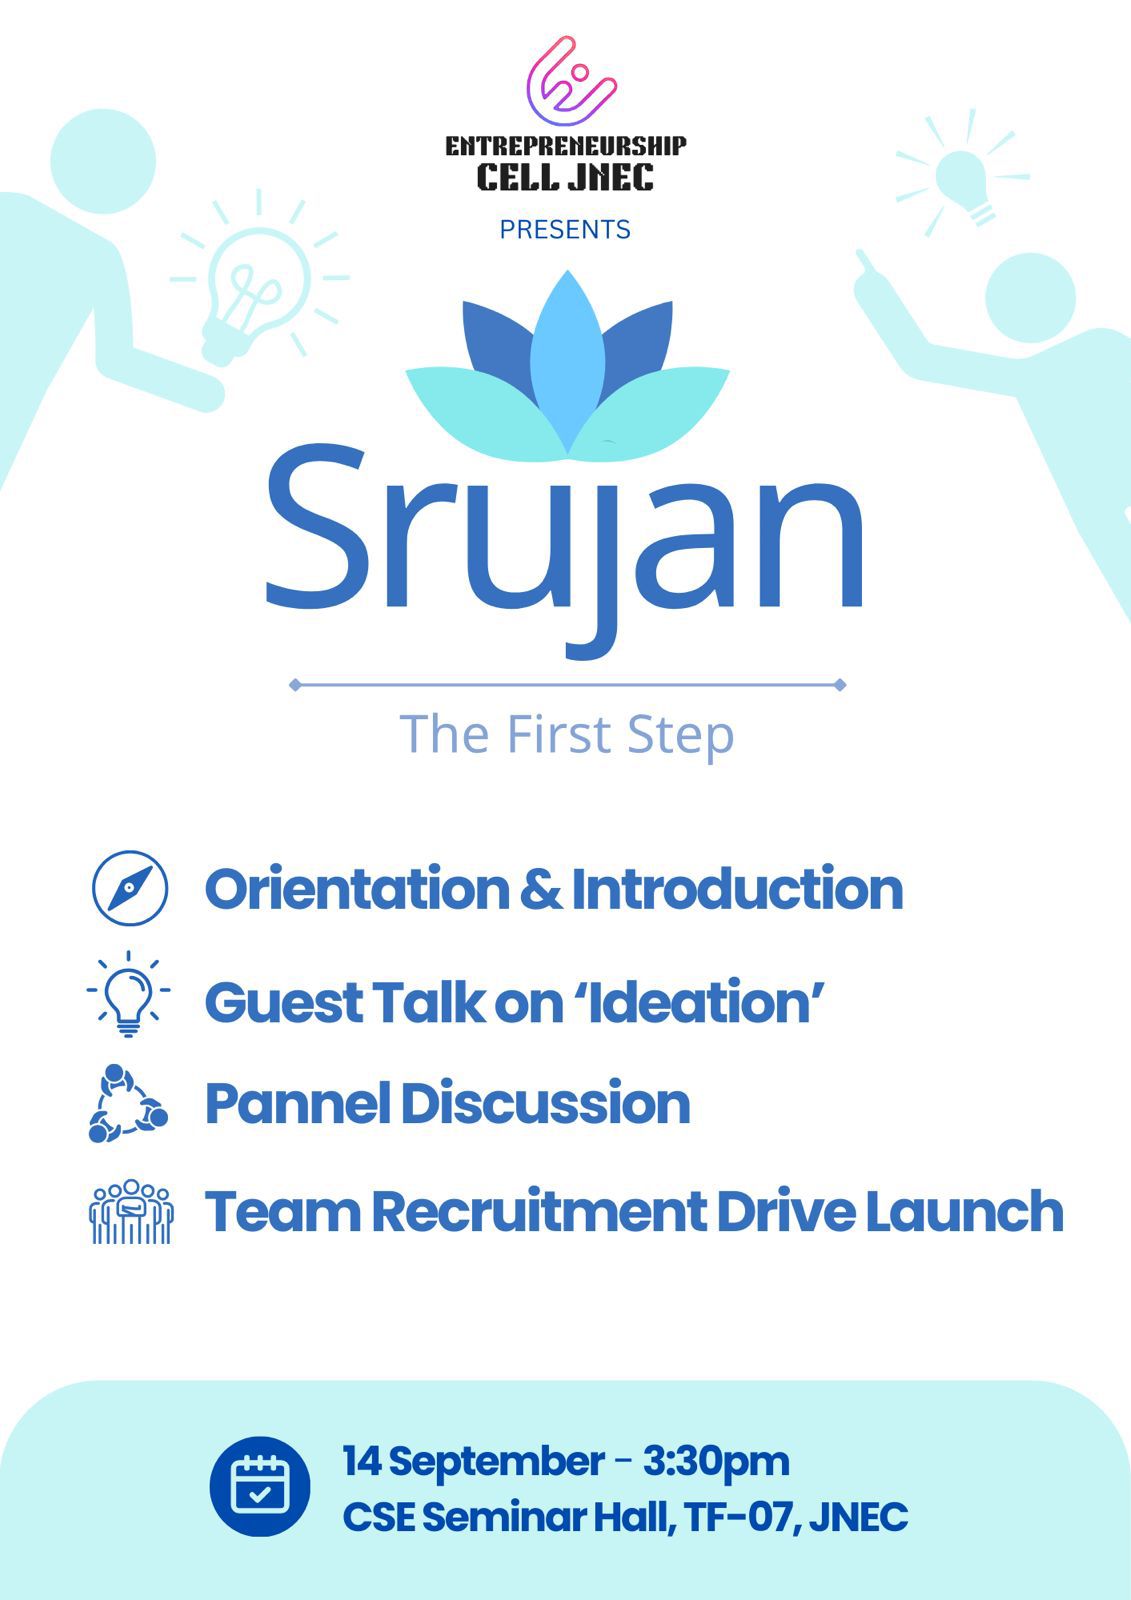 ENTREPRENEURSHIP
CELL JNEC
PRESENTS
Srujan
The First Step
Orientation & Introduction
Guest Talk on ‘Ideation’
Pannel Discussion
Team Recruitment Drive Launch
14 September - 3:30pm
CSE Seminar Hall, TF-07, JNEC